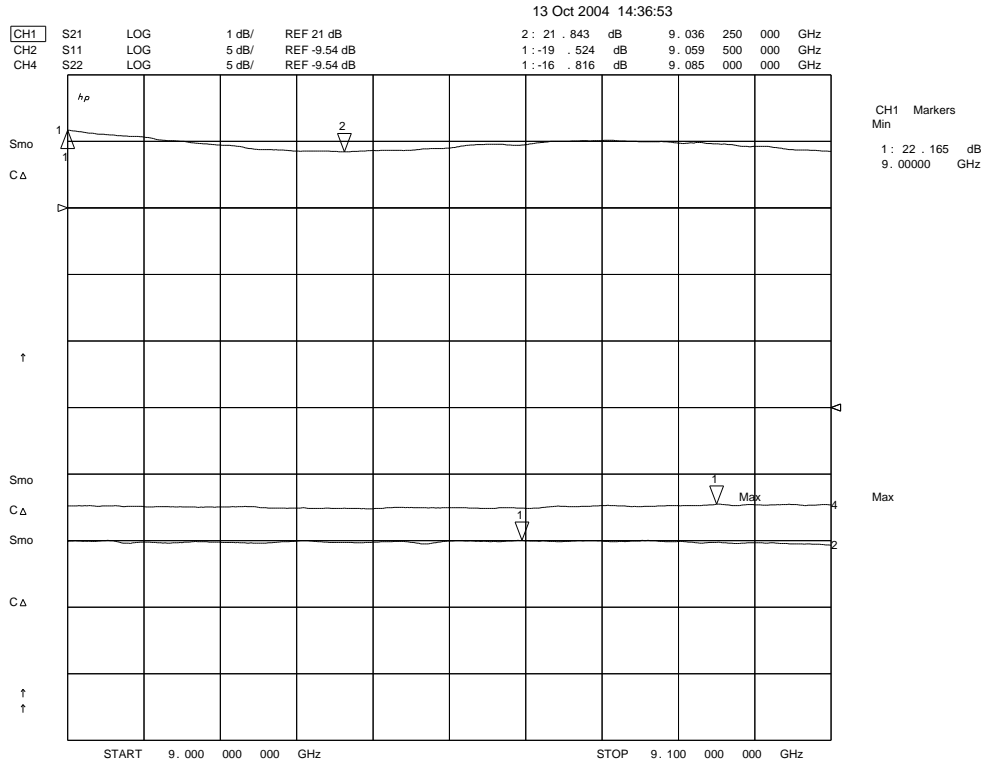 13 Oct 2004 14:36:53
CH1 S21 LOG 1 dB/ REF 21 dB 2: 21 . 843 dB 9. 036 250 000 GHz
CH2 S11 LOG 5 dB/ REF -9.54 dB 1 : -19 . 524 dB 9. 059 500 000 GHz
CH4 S22 LOG 5 dB/ REF -9.54 dB 1 : -16 . 816 dB 9. 085 000 000 GHz
hp
CH1 Markers
Min
1
2
1
Smo
1: 22 . 165 dB
9. 00000 GHz
C Δ
↑
Smo
1
Max
Max
4
C Δ
1
Smo
2
C Δ
↑
↑
START 9. 000 000 000 GHz STOP 9. 100 000 000 GHz